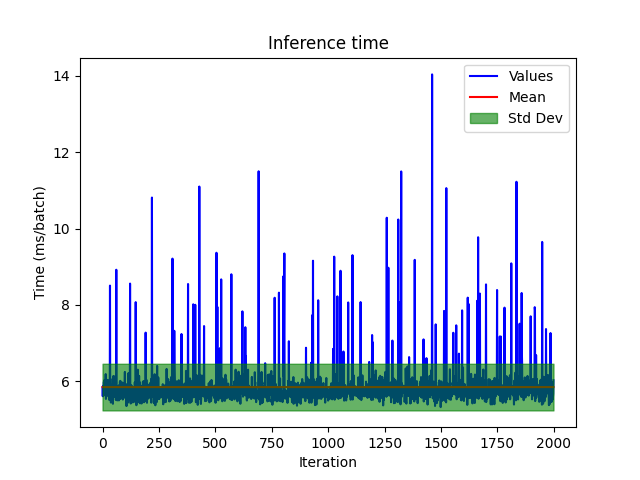 Inference time
Values
Mean
Std Dev
Time (ms/batch)
14
12
10
8
6
0 250 500 750 1000 1250 1500 1750 2000
Iteration